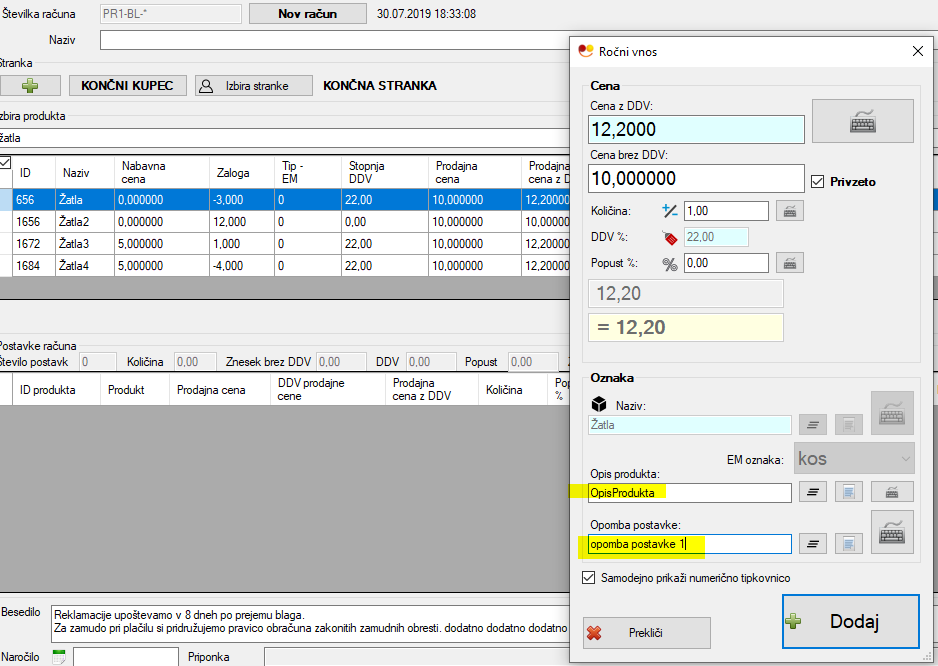 Številka računa PR1-BL-* Nov račun 30.07.2019 18:33:08
Naziv
Stranka
KONČNI KUPEC Izbira stranke KONČNA STRANKA
zbira produkta
žatla
ID Naziv Nabavna cena Zaloga Tip - EM Stopnja DDV Prodajna cena Prodajna cena z D
656 Žatla 0,000000 -3,000 0 22,00 10,000000 12,20000
1656 Žatla2 0,000000 12,000 0 0,00 10,000000 10,00000
1672 Žatla3 5,000000 1,000 0 22,00 10,000000 12,20000
1684 Žatla4 5,000000 -4,000 0 22,00 10,000000 12,20000
Postavke računa
Število postavk 0 Količina 0,00 Znesek brez DDV 0,00 DDV 0,00 Popust 0,00
ID produkta Produkt Prodajna cena DDV prodajne cene Prodajna cena z DDV Količina Pop %
Besedilo Reklamacije upoštevamo v 8 dneh po prejemu blaga.
Za zamudo pri plačilu si pridružujemo pravico obračuna zakonitih zamudnih obresti. dodatno dodatno dodatno
Naročilo Priponka
Ročni vnos
Cena
Cena z DDV:
12,2000
Cena brez DDV:
10,000000 Privzeto
Količina: 1,00
DDV %: 22,00
Popust %: % 0,00
12,20
= 12,20
Oznaka
Naziv:
Žatla
EM oznaka: kos
Opis produkta:
OpisProdukta
Opomba postavke:
opomba postavke 1
Samodejno prikaži numerično tipkovnico
Prekliči Dodaj